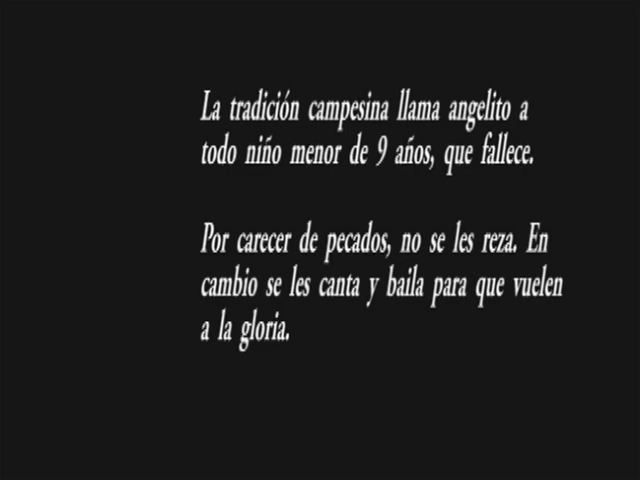 La tradición campesina llama angelito a
todo niño menor de 9 años, que fallece.
Por carecer de pecados, no se les reza. En
cambio se les canta y baila para que vuelen
a la gloria.